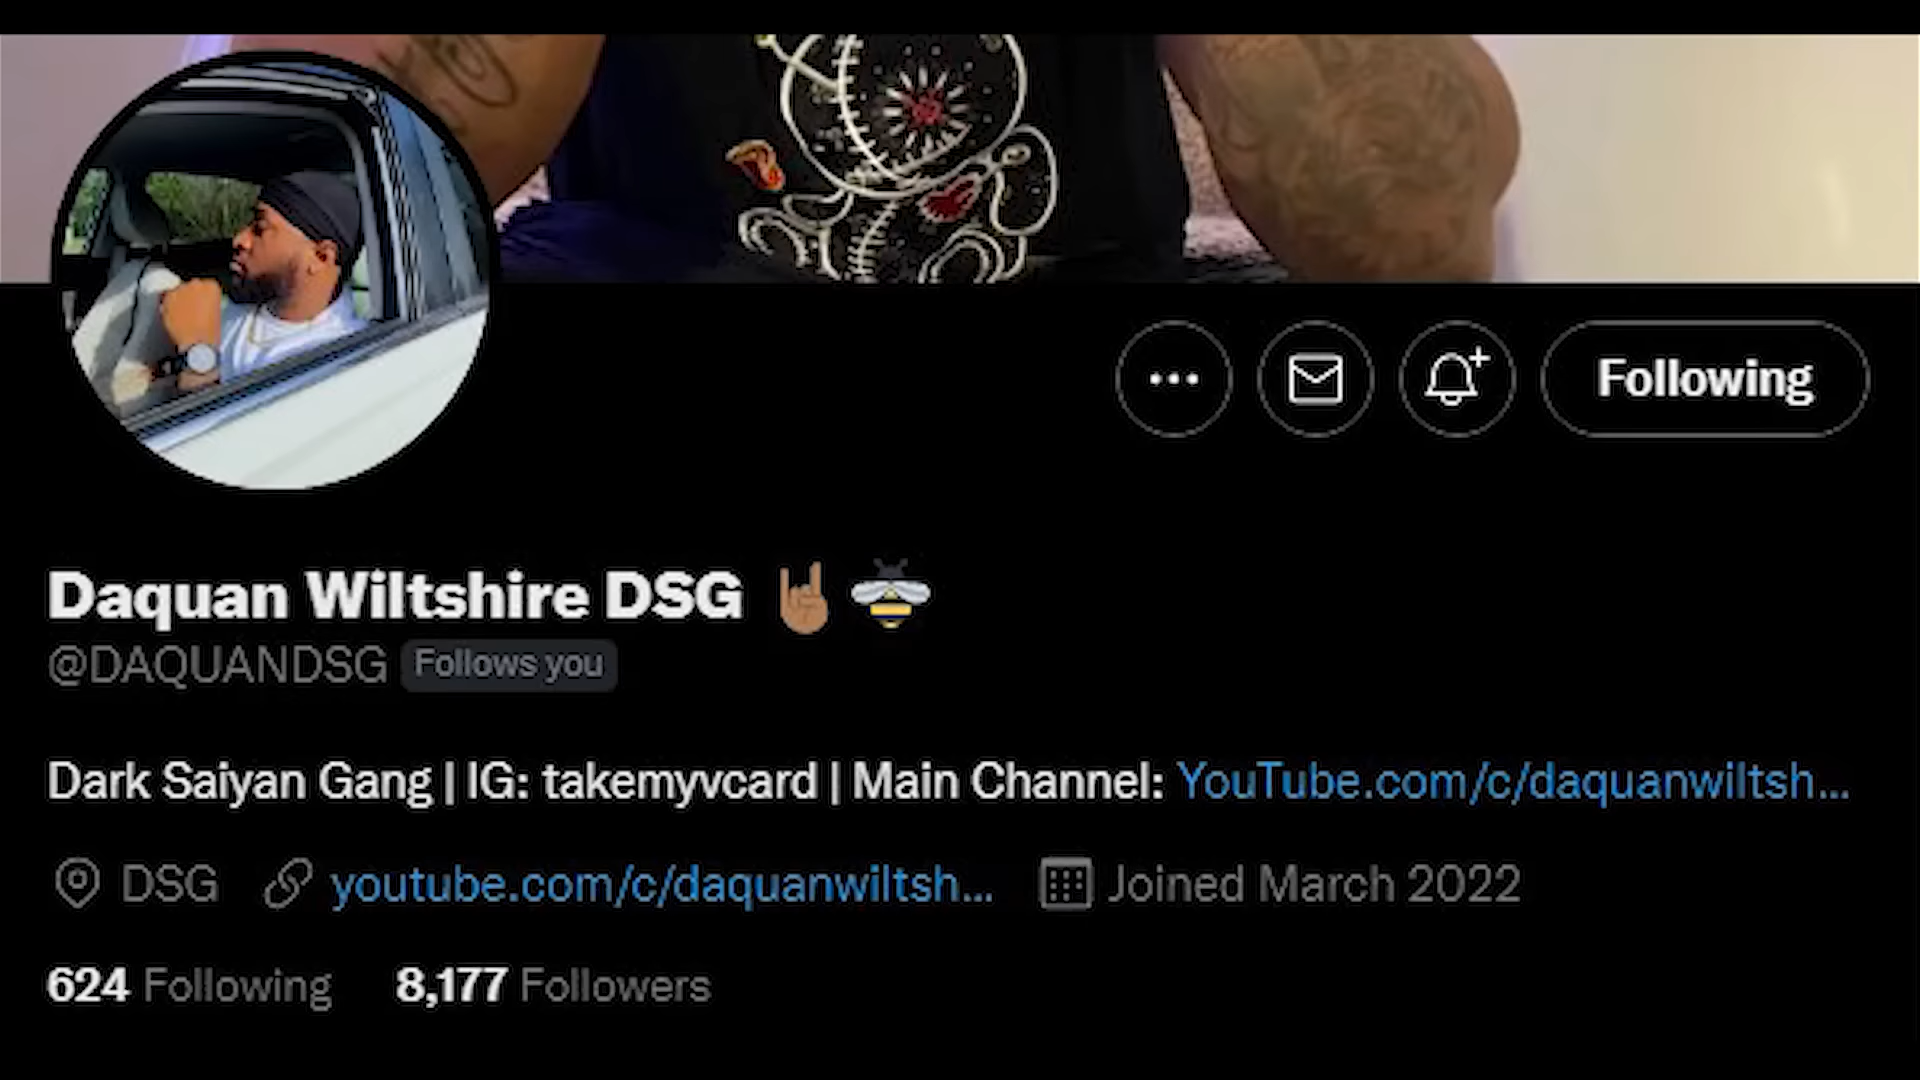 Following
Daquan Wiltshire DSG 🤘🏽 🐝
@DAQUANDSG Follows you
Dark Saiyan Gang | IG: takemyvcard | Main Channel: YouTube.com/c/daquanwiltsh...
DSG youtube.com/c/daquanwiltsh... Joined March 2022
624 Following 8,177 Followers